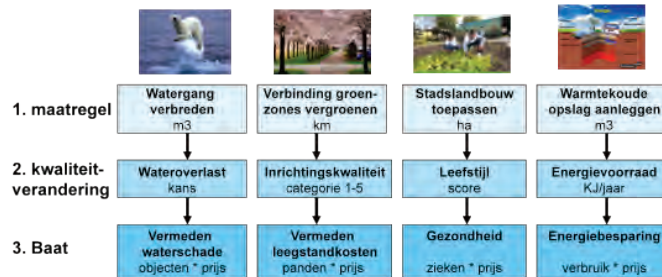 1. maatregel
Watergang
verbreden
m3
Verbinding groen-
zones vergroenen
km
Stadslandbouw
toepassen
ha
Warmtekoude
opslag aanleggen
m3
2. kwaliteit-
verandering
Wateroverlast
kans
Inrichtingskwaliteit
categorie 1-5
Leefstijl
score
Energievoorraad
KJ/jaar
3. Baat
Vermeden
waterschade
objecten * prijs
Vermeden
leegstandkosten
panden * prijs
Gezondheid
zieken * prijs
Energiebesparing
verbruik * prijs